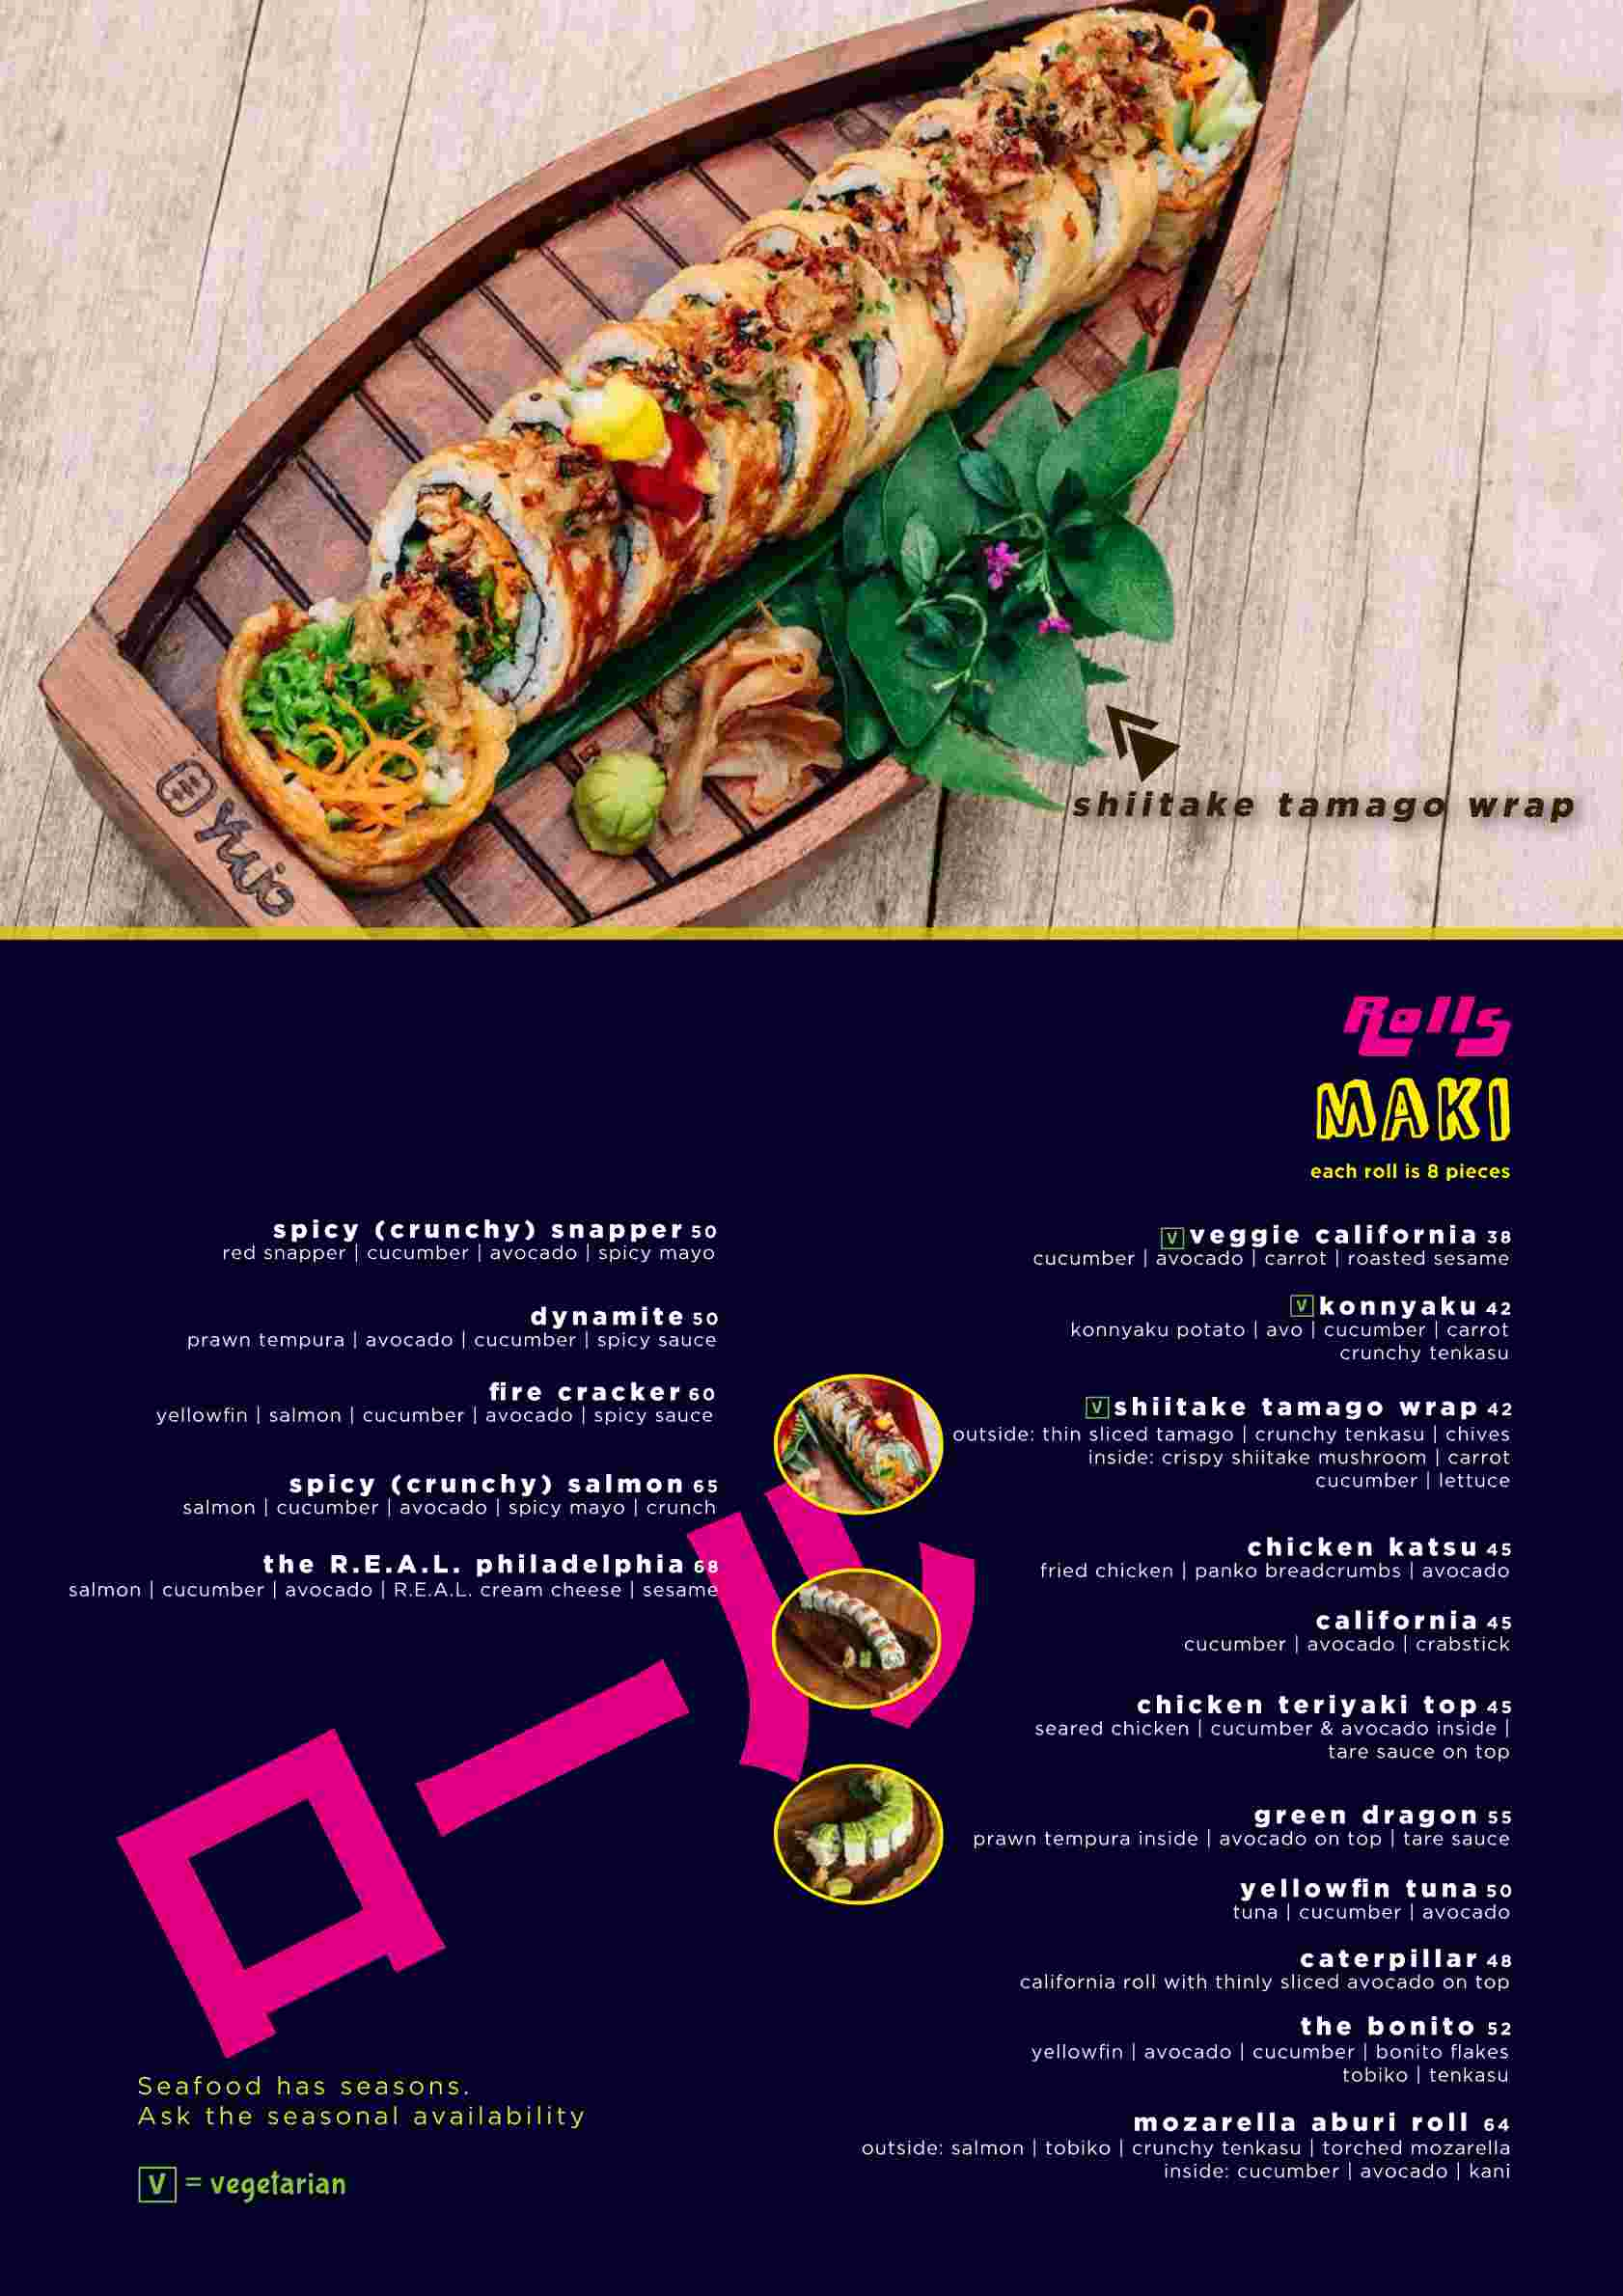 Yujo
shiitake tamago wrap
Rolls
MAKI
each roll is 8 pieces
spicy (crunchy) snapper 50
red snapper | cucumber | avocado | spicy mayo
dynamite 50
prawn tempura | avocado | cucumber | spicy sauce
fire cracker 60
yellowfin | salmon | cucumber | avocado | spicy sauce
spicy (crunchy) salmon 65
salmon | cucumber | avocado | spicy mayo | crunch
the R.E.A.L. philadelphia 68
salmon | cucumber | avocado | R.E.A.L. cream cheese | sesame
V veggie california 38
cucumber | avocado | carrot | roasted sesame
V konnyaku 42
konnyaku potato | avo | cucumber | carrot
crunchy tenkasu
V shiitake tamago wrap 42
outside: thin sliced tamago | crunchy tenkasu | chives
inside: crispy shiitake mushroom | carrot
cucumber | lettuce
chicken katsu 45
fried chicken | panko breadcrumbs | avocado
california 45
cucumber | avocado | crabstick
chicken teriyaki top 45
seared chicken | cucumber & avocado inside |
tare sauce on top
green dragon 55
prawn tempura inside | avocado on top | tare sauce
yellowfin tuna 50
tuna | cucumber | avocado
caterpillar 48
california roll with thinly sliced avocado on top
the bonito 52
yellowfin | avocado | cucumber | bonito flakes
tobiko | tenkasu
mozarella aburi roll 64
outside: salmon | tobiko | crunchy tenkasu | torched mozarella
inside: cucumber | avocado | kani
ロール
Seafood has seasons.
Ask the seasonal availability
V = vegetarian